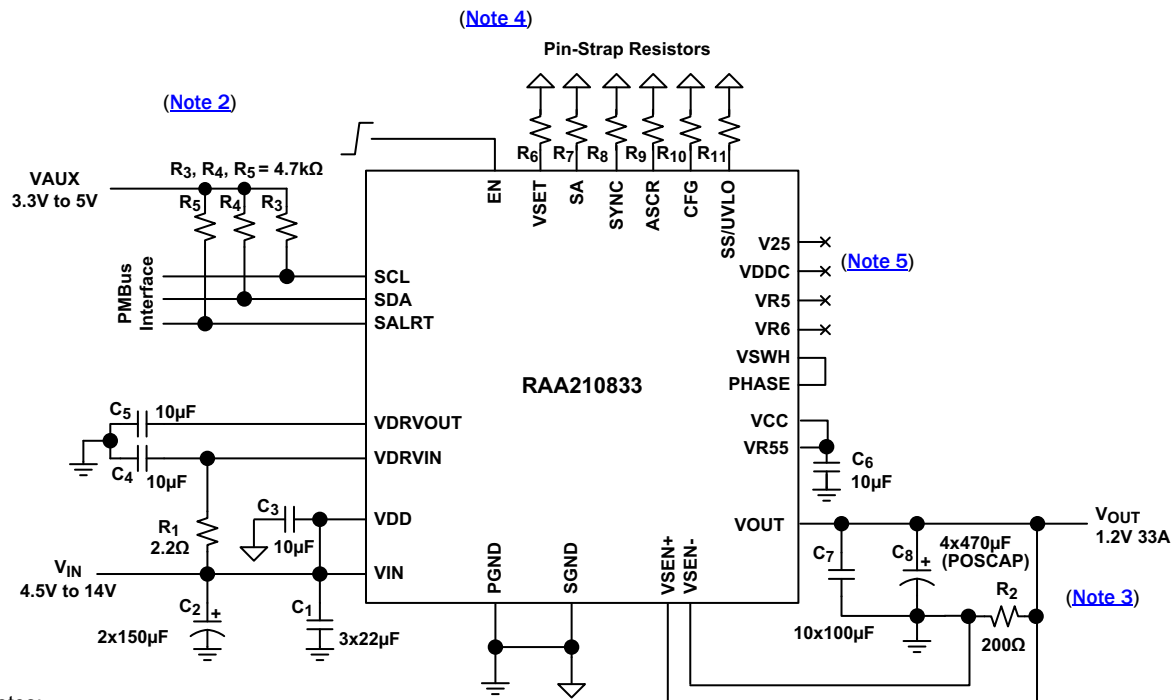 (Note 4)
Pin-Strap Resistors
(Note 2)
R6 R7 R8 R9 R10 R11
R3, R4, R5 = 4.7kΩ
VAUX
3.3V to 5V
R5 R4 R3
EN
VSET
SA
SYNC
ASCR
CFG
SS/UVLO
PMBus
Interface
SCL
SDA
SALRT
V25
VDDC
(Note 5)
VR5
VR6
VSWH
PHASE
RAA210833
C5 10µF
VDRVOUT
VCC
VDRVIN
VR55
C4 10µF
C6
10µF
C3
10µF
VDD
R1
2.2Ω
VOUT
VOUT
1.2V 33A
VIN
4.5V to 14V
VIN
PGND
SGND
VSEN+
VSEN-
C7
10x100µF
C8 +
4x470µF
(POSCAP)
R2
200Ω
(Note 3)
C2 +
2x150µF
C1
3x22µF